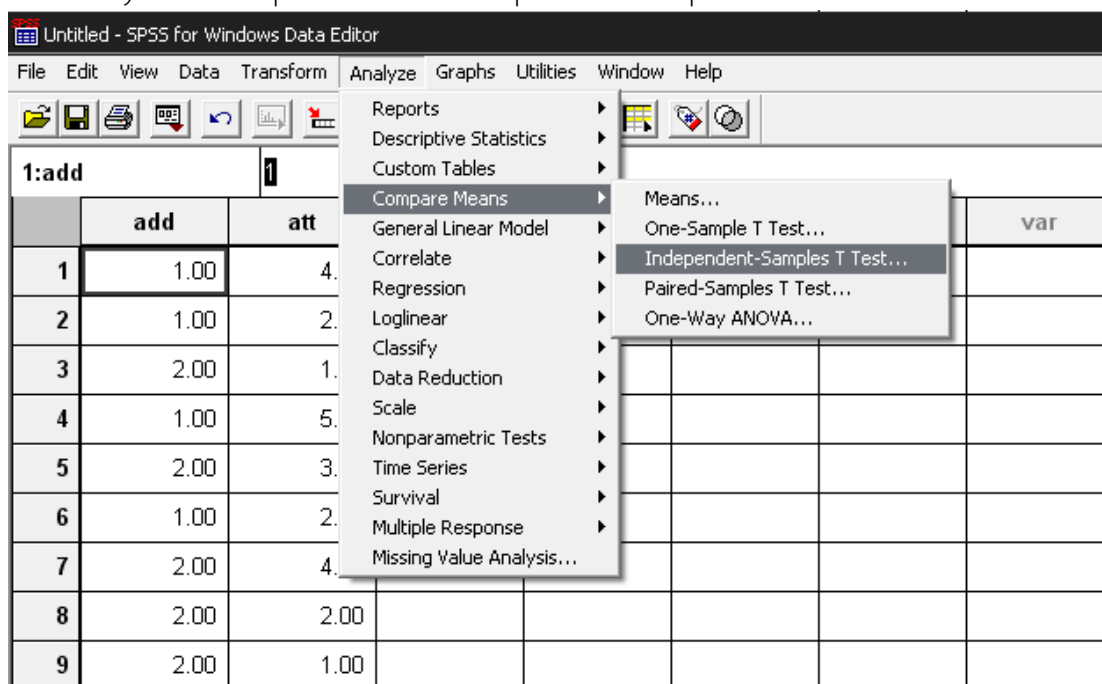 Untitled - SPSS for Windows Data Editor
File Edit View Data Transform Analyze Graphs Utilities Window Help
1:add 1
add att var
1 1.00 4.
2 1.00 2.
3 2.00 1.
4 1.00 5.
5 2.00 3.
6 1.00 2.
7 2.00 4.
8 2.00 2.00
9 2.00 1.00
Reports
Descriptive Statistics
Custom Tables
Compare Means
General Linear Model
Correlate
Regression
Loglinear
Classify
Data Reduction
Scale
Nonparametric Tests
Time Series
Survival
Multiple Response
Missing Value Analysis...
Means...
One-Sample T Test...
Independent-Samples T Test...
Paired-Samples T Test...
One-Way ANOVA...